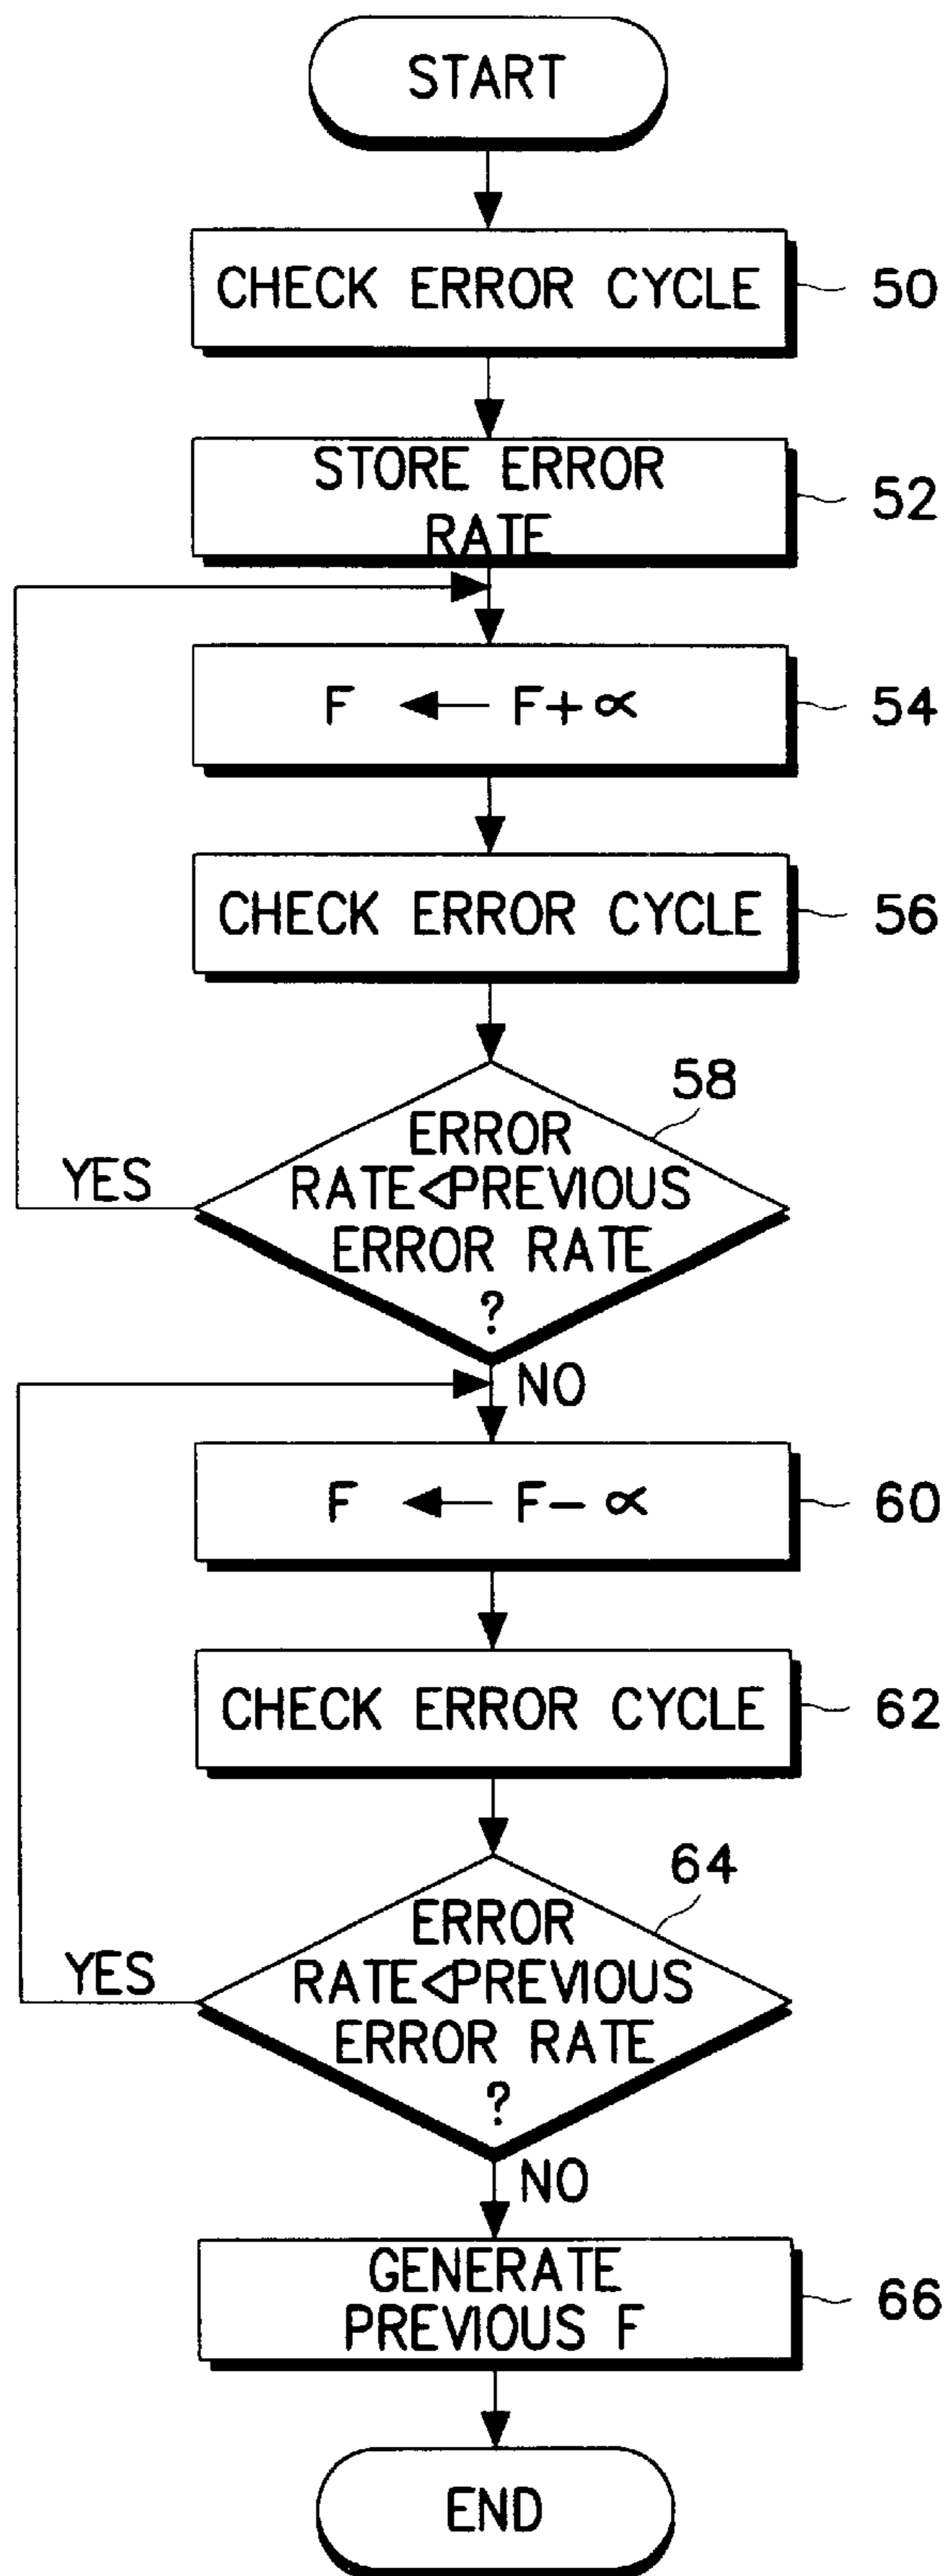 START
CHECK ERROR CYCLE
50
STORE ERROR
RATE
52
F ← F+∝
54
CHECK ERROR CYCLE
56
58
ERROR
RATE<PREVIOUS
ERROR RATE
?
YES
NO
F ← F-∝
60
CHECK ERROR CYCLE
62
64
ERROR
RATE<PREVIOUS
ERROR RATE
?
YES
NO
GENERATE
PREVIOUS F
66
END